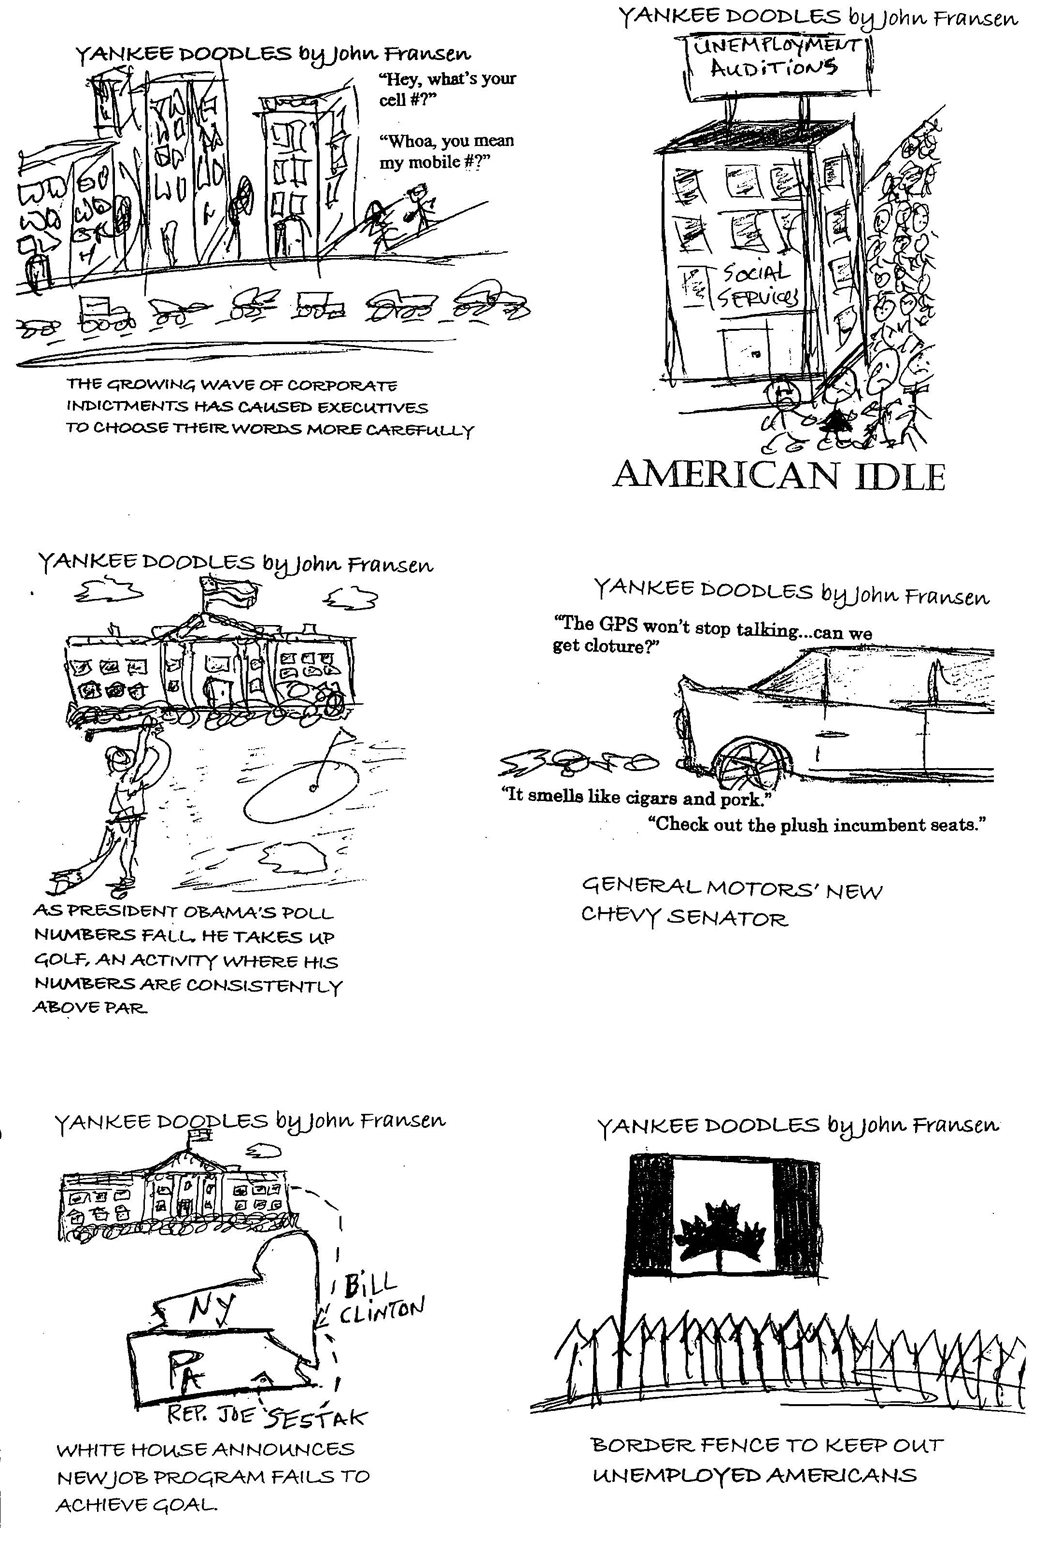 YANKEE DOODLES by John Fransen
"Hey, what's your
cell #?"
"Whoa, you mean
my mobile #?"
THE GROWING WAVE OF CORPORATE
INDICTMENTS HAS CAUSED EXECUTIVES
TO CHOOSE THEIR WORDS MORE CAREFULLY
YANKEE DOODLES by John Fransen
UNEMPLOYMENT
AUDITIONS
SOCIAL
SERVICES
AMERICAN IDLE
YANKEE DOODLES by John Fransen
AS PRESIDENT OBAMA'S POLL
NUMBERS FALL, HE TAKES UP
GOLF, AN ACTIVITY WHERE HIS
NUMBERS ARE CONSISTENTLY
ABOVE PAR.
YANKEE DOODLES by John Fransen
"The GPS won't stop talking...can we
get cloture?"
"It smells like cigars and pork."
"Check out the plush incumbent seats."
GENERAL MOTORS' NEW
CHEVY SENATOR
YANKEE DOODLES by John Fransen
BILL
CLINTON
NY
PA
REP. JOE SESTAK
WHITE HOUSE ANNOUNCES
NEW JOB PROGRAM FAILS TO
ACHIEVE GOAL.
YANKEE DOODLES by John Fransen
BORDER FENCE TO KEEP OUT
UNEMPLOYED AMERICANS